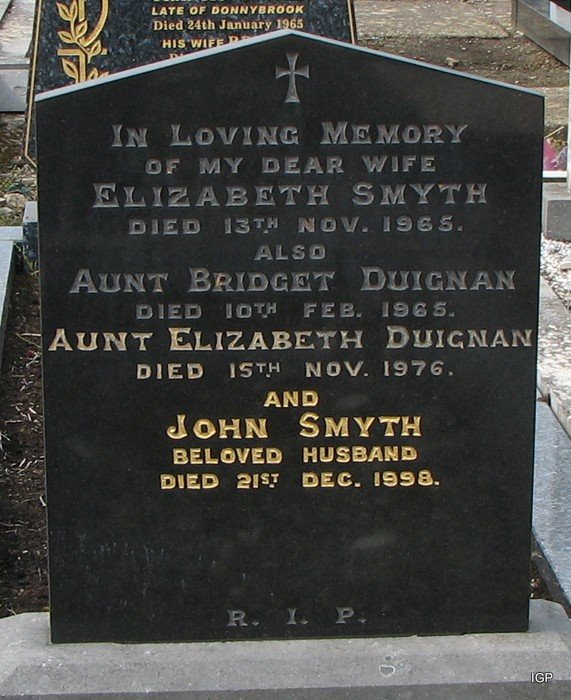 LATE OF DONNYBROOK
Died 24th January 1965
HIS WIFE
IN LOVING MEMORY
OF MY DEAR WIFE
ELIZABETH SMYTH
DIED 13TH NOV. 1965.
ALSO
AUNT BRIDGET DUIGNAN
DIED 10TH FEB. 1965.
AUNT ELIZABETH DUIGNAN
DIED 15TH NOV. 1976.
AND
JOHN SMYTH
BELOVED HUSBAND
DIED 21ST DEC. 1998.
R. I. P.
IGP